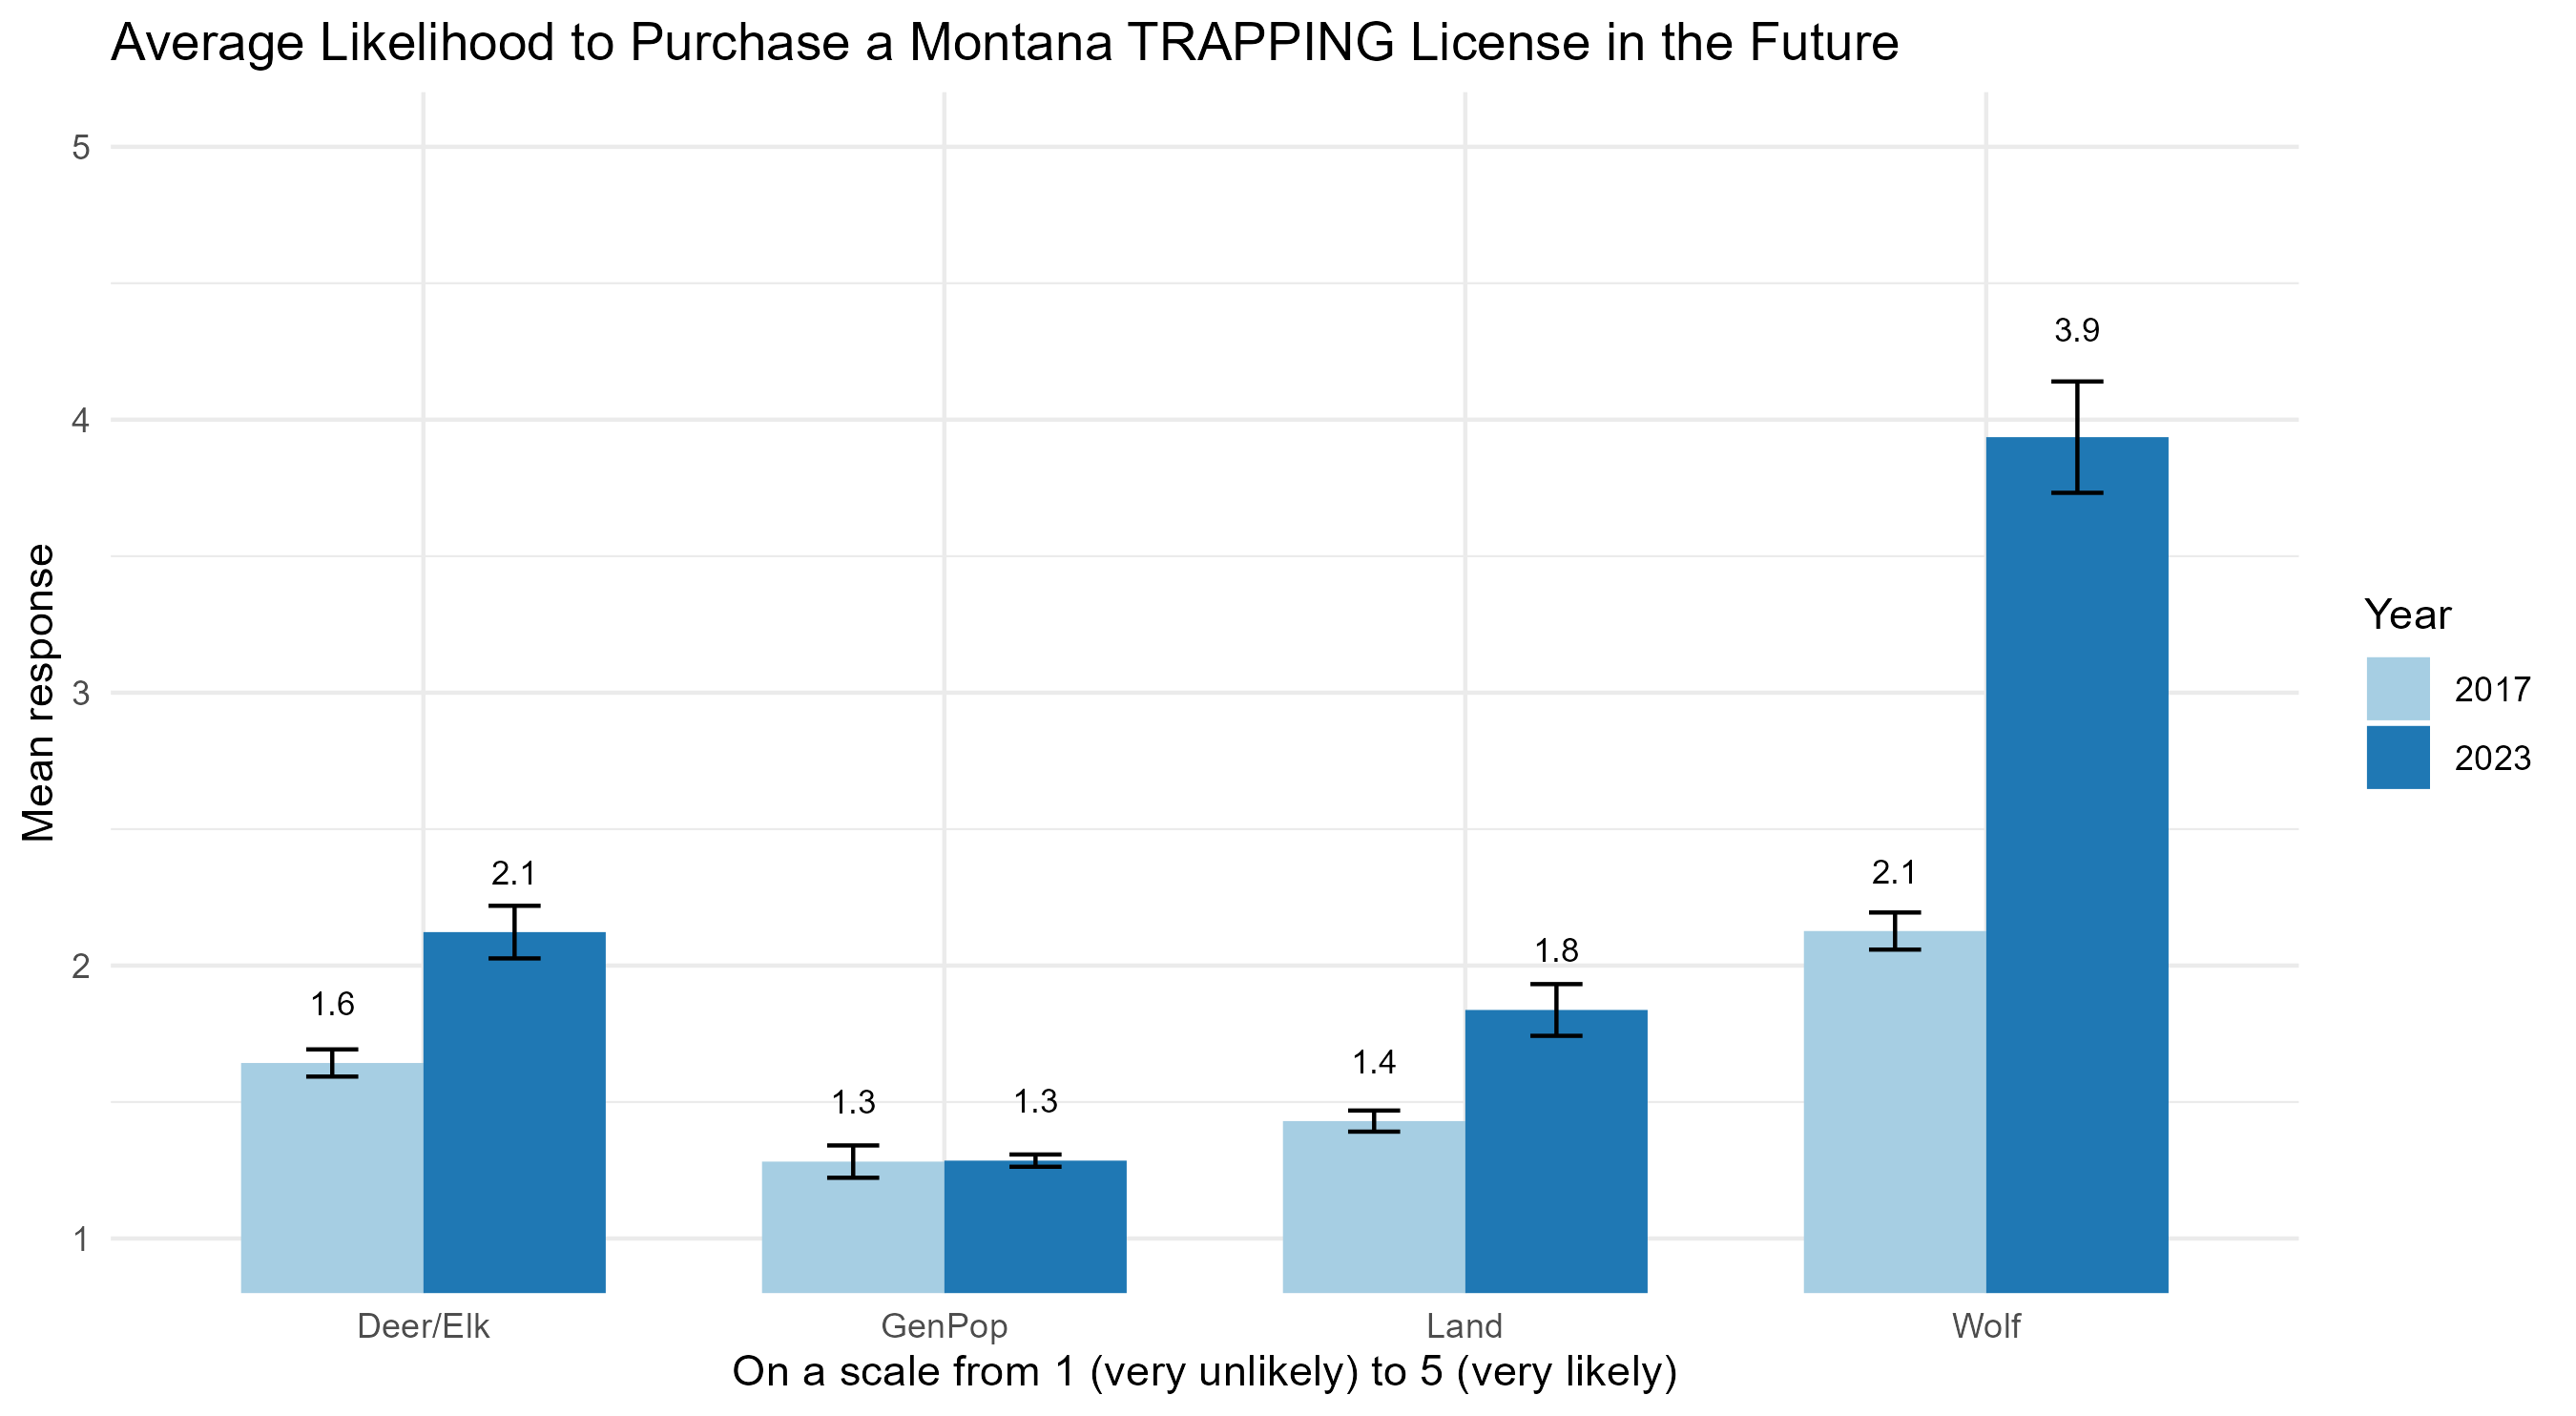 Average Likelihood to Purchase a Montana TRAPPING License in the Future
5
4
3
2
1
Mean response
1.6
2.1
1.3
1.3
1.4
1.8
2.1
3.9
Deer/Elk
GenPop
Land
Wolf
On a scale from 1 (very unlikely) to 5 (very likely)
Year
2017
2023